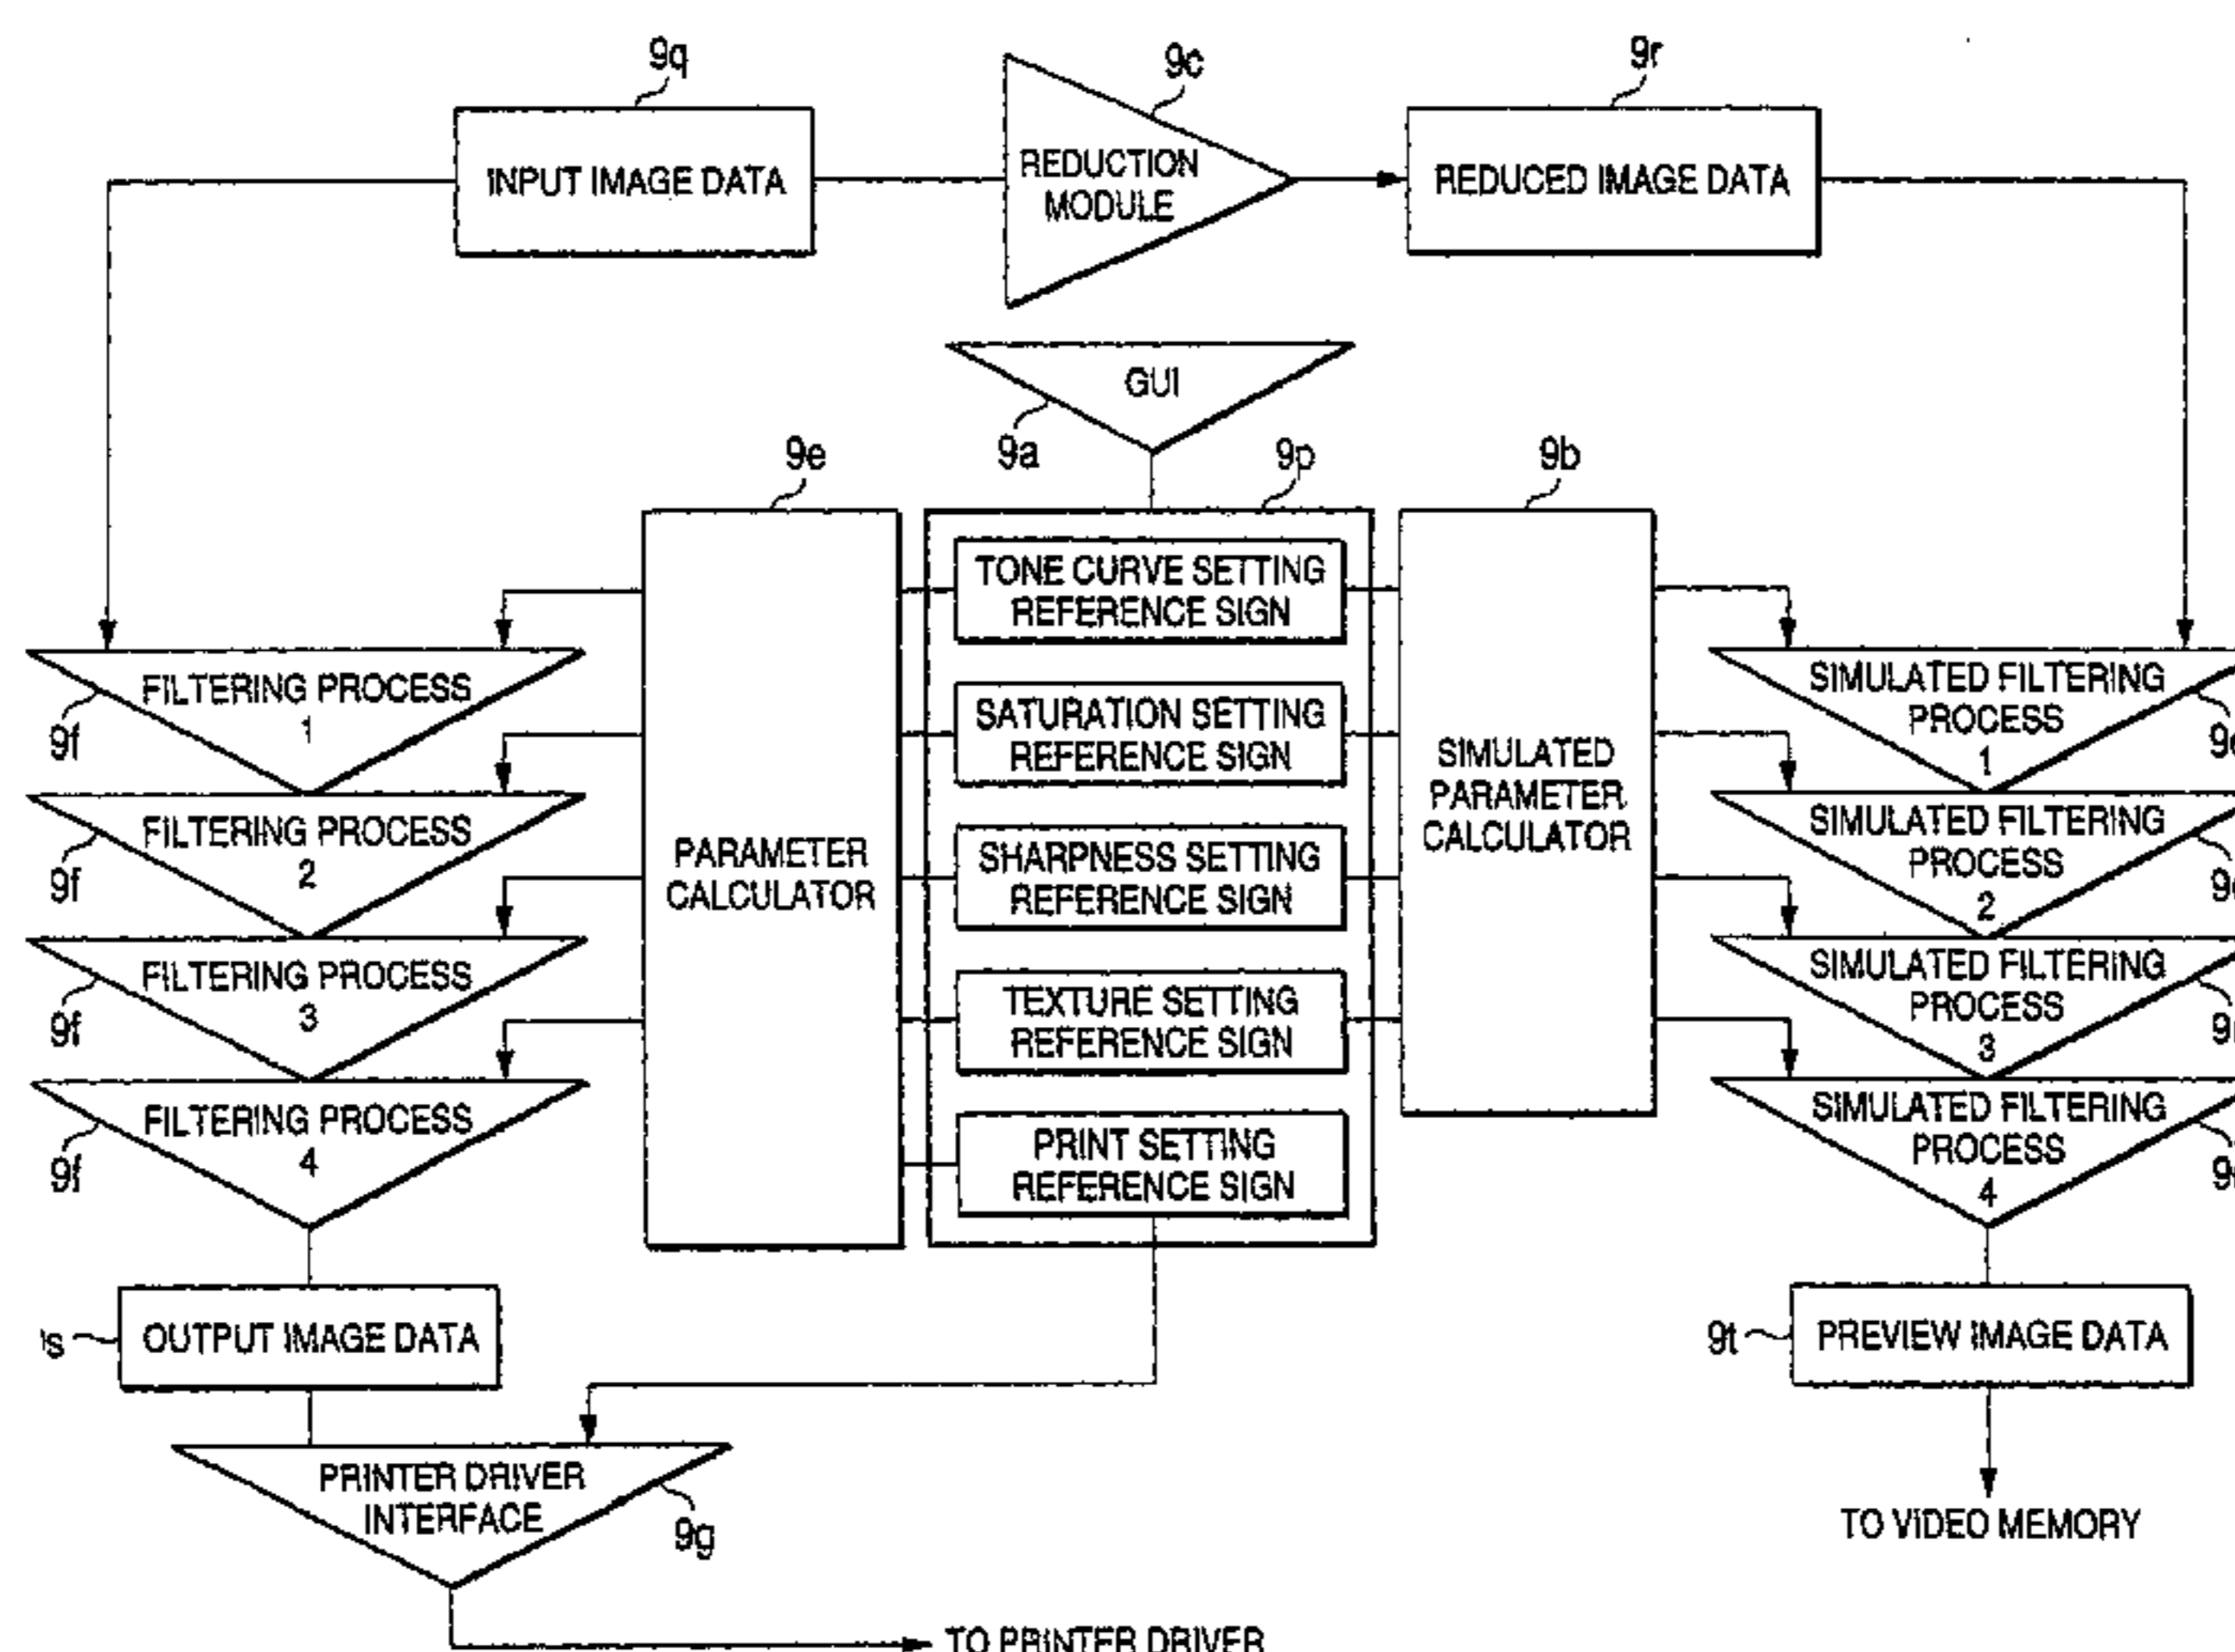 9q
9c
9r
INPUT IMAGE DATA
REDUCTION
MODULE
REDUCED IMAGE DATA
GUI
9a
9e
9p
9b
TONE CURVE SETTING
REFERENCE SIGN
SATURATION SETTING
REFERENCE SIGN
SHARPNESS SETTING
REFERENCE SIGN
TEXTURE SETTING
REFERENCE SIGN
PRINT SETTING
REFERENCE SIGN
PARAMETER
CALCULATOR
SIMULATED
PARAMETER
CALCULATOR
FILTERING PROCESS
1
9f
FILTERING PROCESS
2
9f
FILTERING PROCESS
3
9f
FILTERING PROCESS
4
9f
SIMULATED FILTERING
PROCESS
1
SIMULATED FILTERING
PROCESS
2
SIMULATED FILTERING
PROCESS
3
SIMULATED FILTERING
PROCESS
4
OUTPUT IMAGE DATA
9t
PREVIEW IMAGE DATA
PRINTER DRIVER
INTERFACE
9g
TO VIDEO MEMORY
TO PRINTER DRIVER